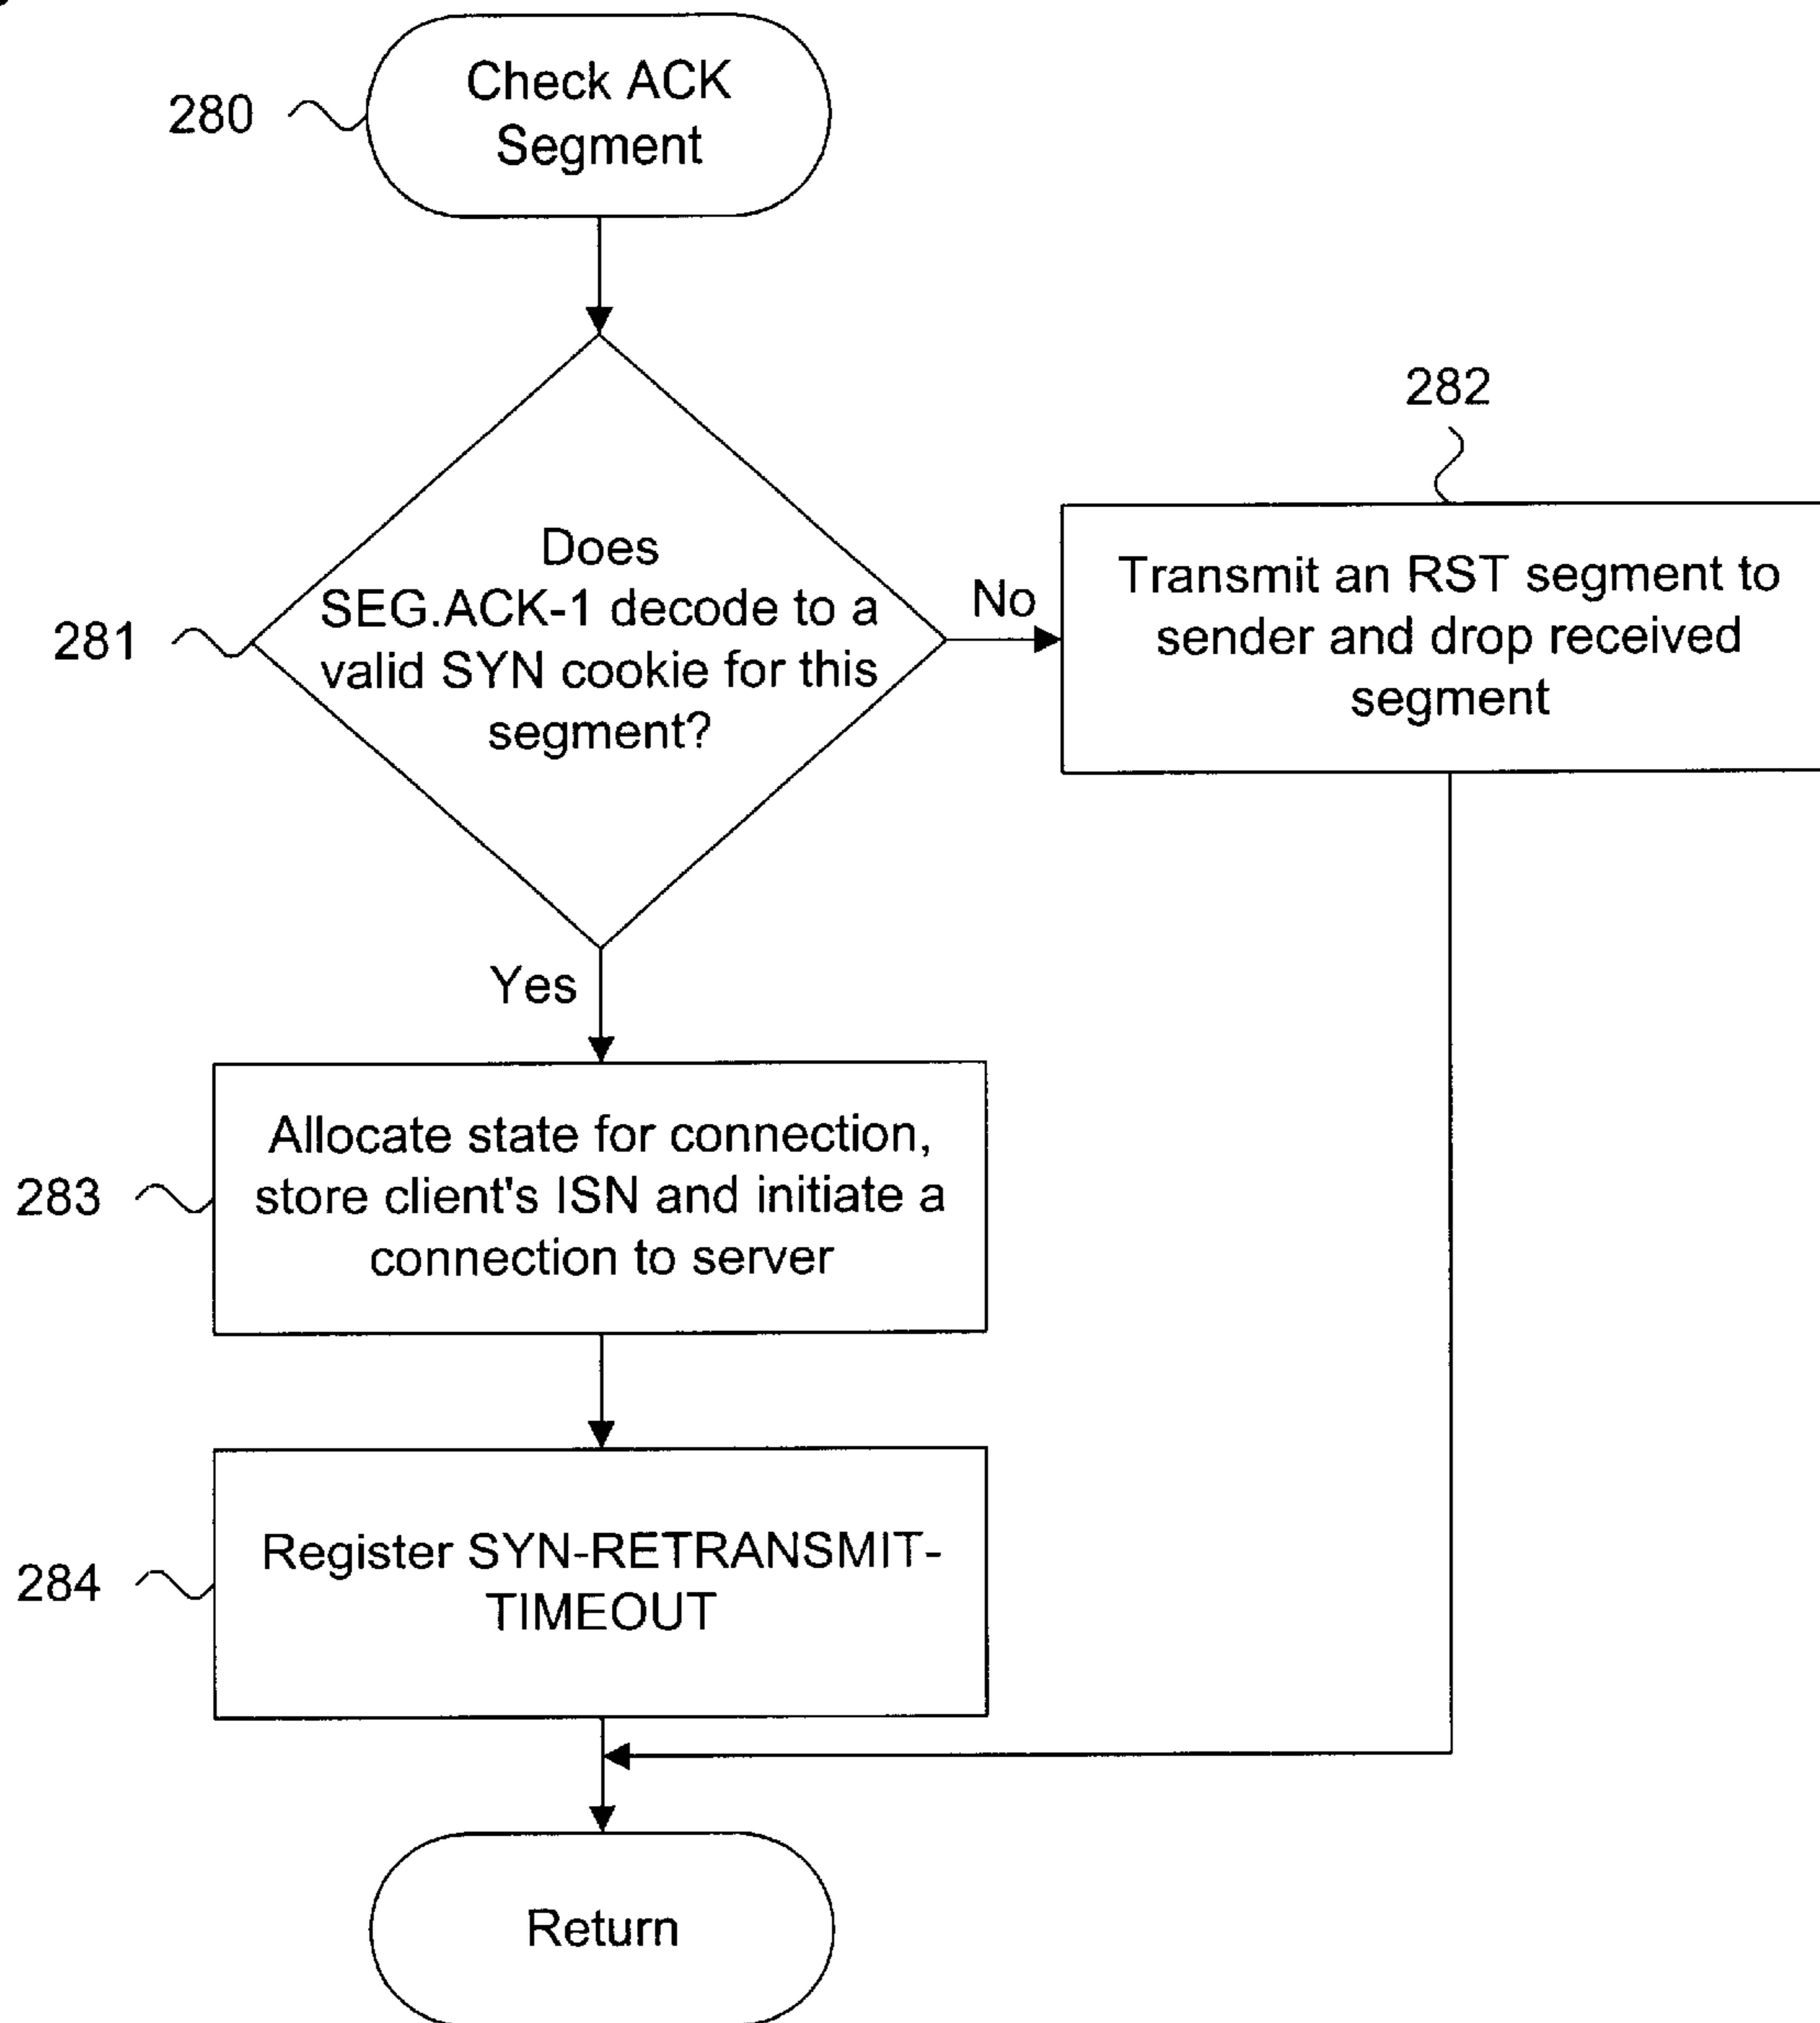 280
Check ACK
Segment
281
Does
SEG.ACK-1 decode to a
valid SYN cookie for this
segment?
No
282
Transmit an RST segment to
sender and drop received
segment
Yes
283
Allocate state for connection,
store client's ISN and initiate a
connection to server
284
Register SYN-RETRANSMIT-
TIMEOUT
Return